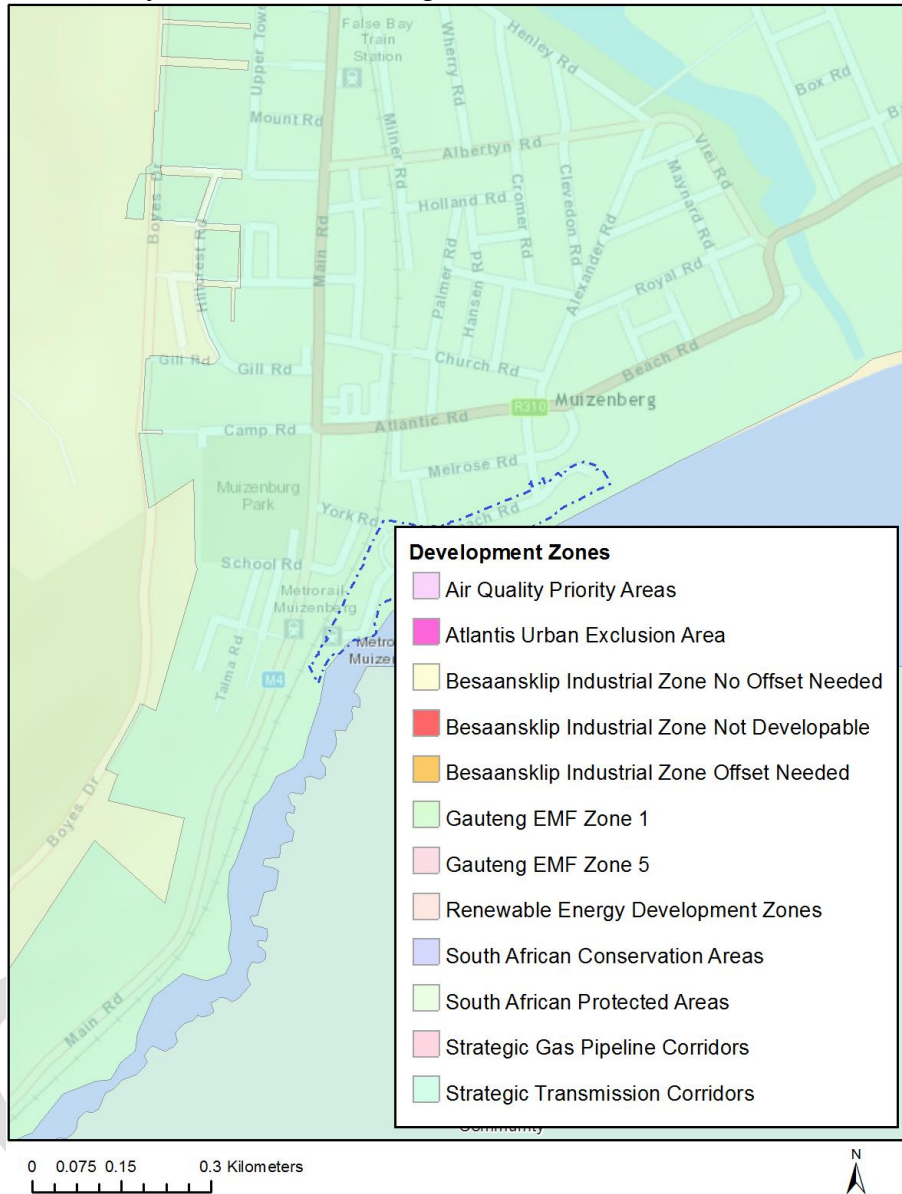 False Bay
Train
Station
Upper Towe
Wherry Rd
Henley Rd
Box Rd
Mount Rd
Milner Rd
Albertyn Rd
Vlei Rd
Boyes Dr
Holland Rd
Cromer Rd
Clevedon Rd
Maynard Rd
Hillcrest Rd
Main Rd
Palmer Rd
Hansen Rd
Alexander Rd
Royal Rd
Gill Rd
Gill Rd
Church Rd
Beach Rd
R310
Muizenberg
Camp Rd
Atlantic Rd
Melrose Rd
Muizenburg
Park
York Rd
each Rd
School Rd
Metrorail
Muizenberg
Metro
Muizen
Talma Rd
M4
Boyes Dr
Main Rd
Development Zones
Air Quality Priority Areas
Atlantis Urban Exclusion Area
Besaansklip Industrial Zone No Offset Needed
Besaansklip Industrial Zone Not Developable
Besaansklip Industrial Zone Offset Needed
Gauteng EMF Zone 1
Gauteng EMF Zone 5
Renewable Energy Development Zones
South African Conservation Areas
South African Protected Areas
Strategic Gas Pipeline Corridors
Strategic Transmission Corridors
0 0.075 0.15 0.3 Kilometers
N